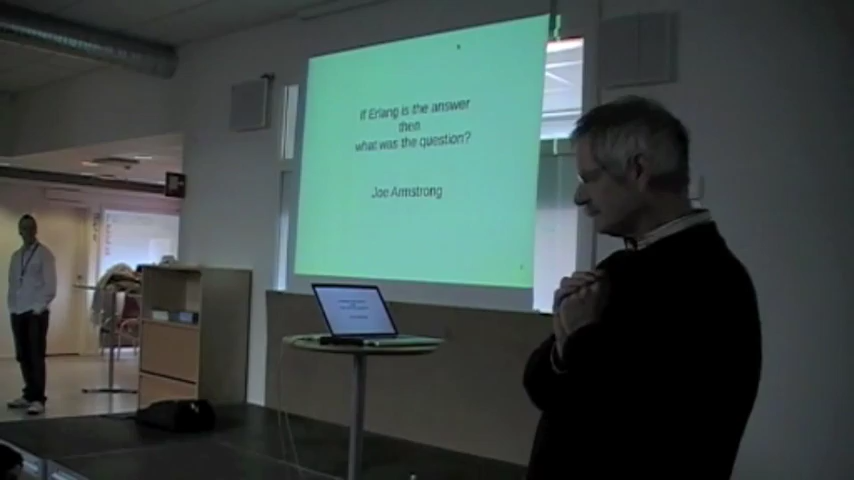 if Erlang is the answer
then
what was the question?
Joe Armstrong